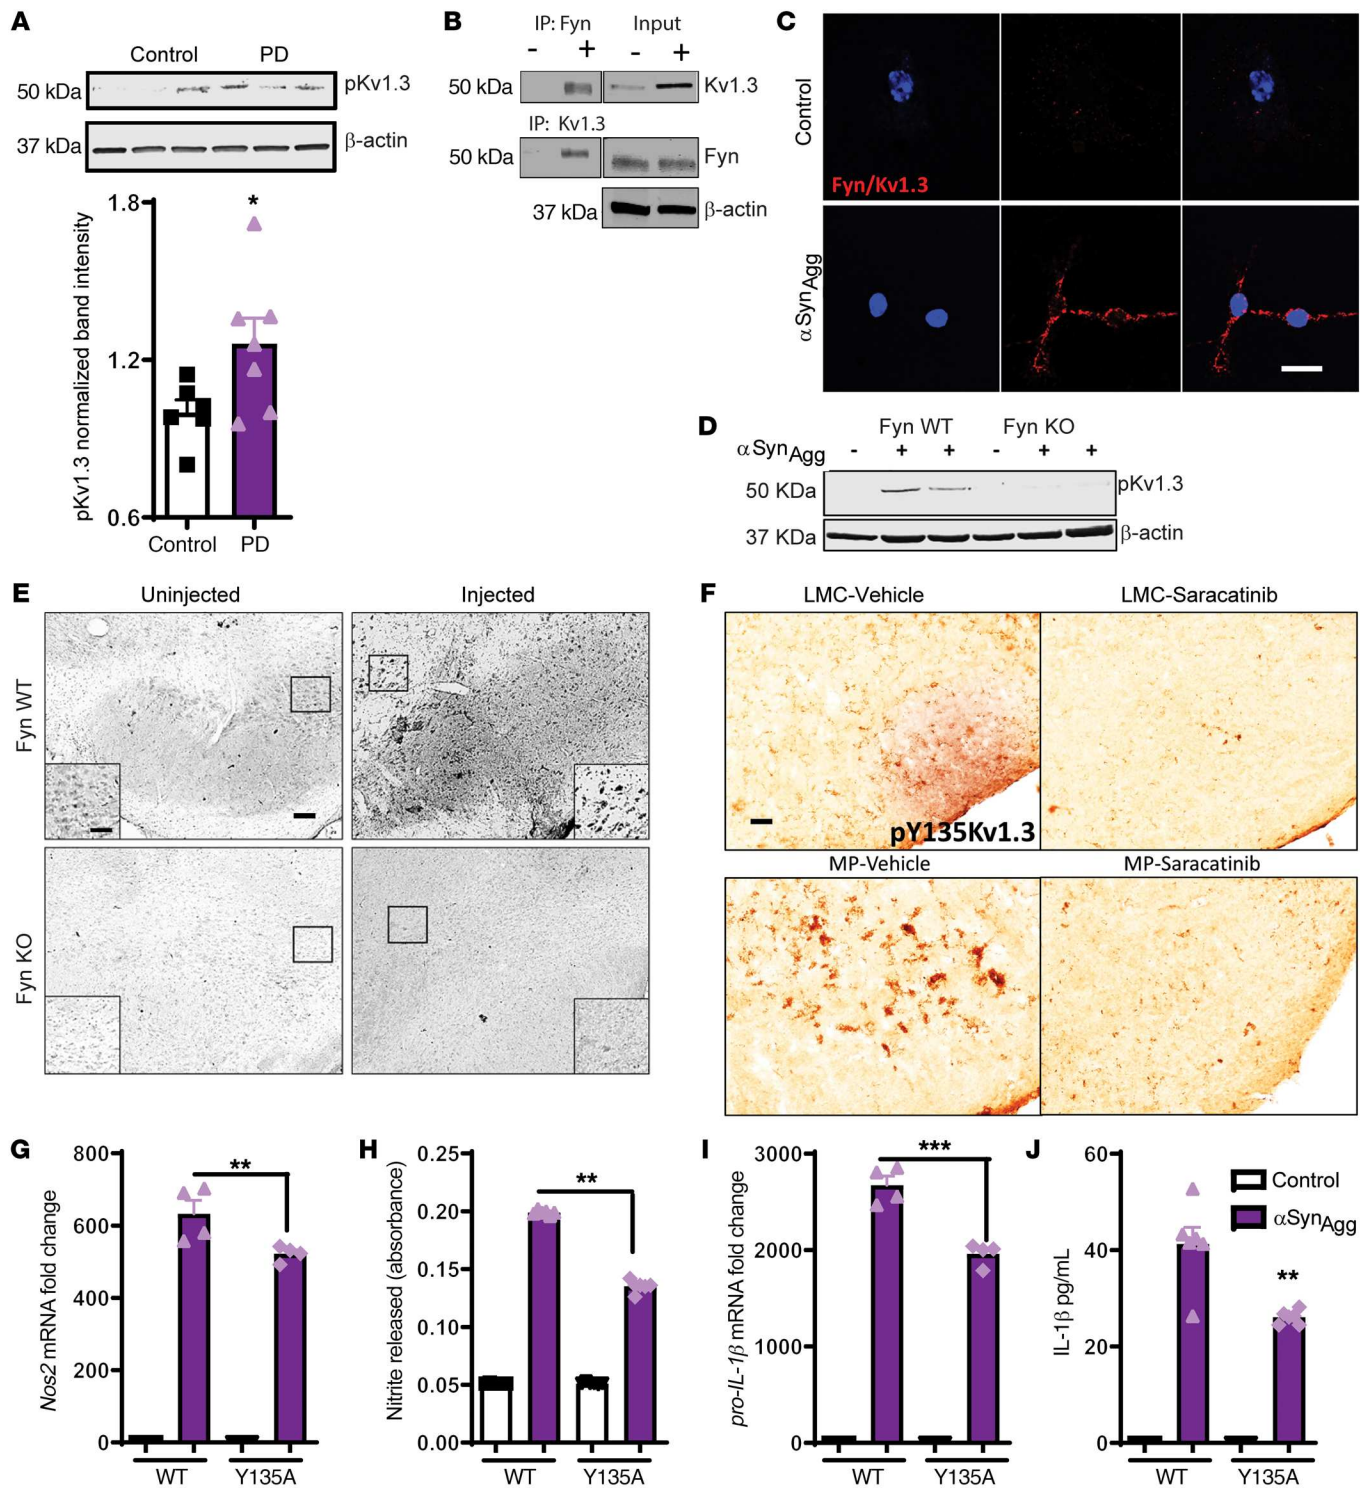 A
Control PD
50 kDa pKv1.3
37 kDa β-actin
pKv1.3 normalized band intensity
1.8
*
1.2
0.6
Control PD
B
IP: Fyn Input
- + - +
50 kDa Kv1.3
IP: Kv1.3
50 kDa Fyn
37 kDa β-actin
C
Control
Fyn/Kv1.3
αSynAgg
D
Fyn WT Fyn KO
αSynAgg - + + - + +
50 KDa pKv1.3
37 KDa β-actin
E
Uninjected Injected
Fyn WT
Fyn KO
F
LMC-Vehicle LMC-Saracatinib
pY135Kv1.3
MP-Vehicle MP-Saracatinib
G
Nos2 mRNA fold change
800
600
400
200
0
**
WT Y135A
H
Nitrite released (absorbance)
0.25
0.20
0.15
0.10
0.05
0.00
**
WT Y135A
I
pro-IL-1β mRNA fold change
3000
2000
1000
0
***
WT Y135A
J
IL-1β pg/mL
60
40
20
0
**
WT Y135A
Control
αSynAgg